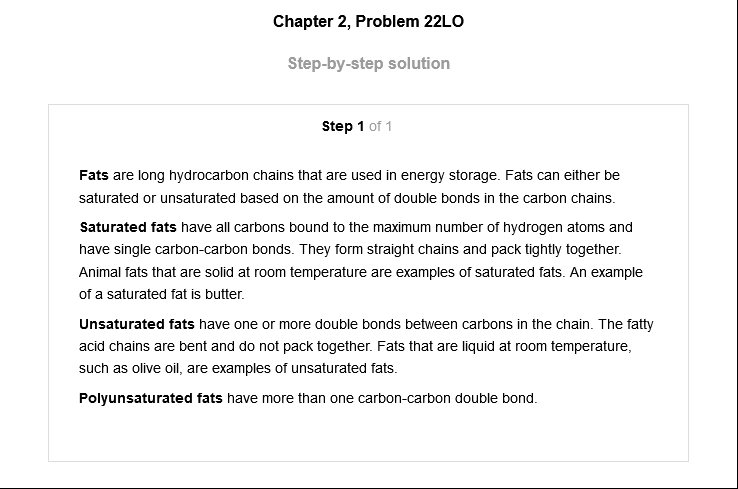 Chapter 2, Problem 22LO
Step-by-step solution
Step 1 of 1
Fats are long hydrocarbon chains that are used in energy storage. Fats can either be
saturated or unsaturated based on the amount of double bonds in the carbon chains.
Saturated fats have all carbons bound to the maximum number of hydrogen atoms and
have single carbon-carbon bonds. They form straight chains and pack tightly together.
Animal fats that are solid at room temperature are examples of saturated fats. An example
of a saturated fat is butter.
Unsaturated fats have one or more double bonds between carbons in the chain. The fatty
acid chains are bent and do not pack together. Fats that are liquid at room temperature,
such as olive oil, are examples of unsaturated fats.
Polyunsaturated fats have more than one carbon-carbon double bond.